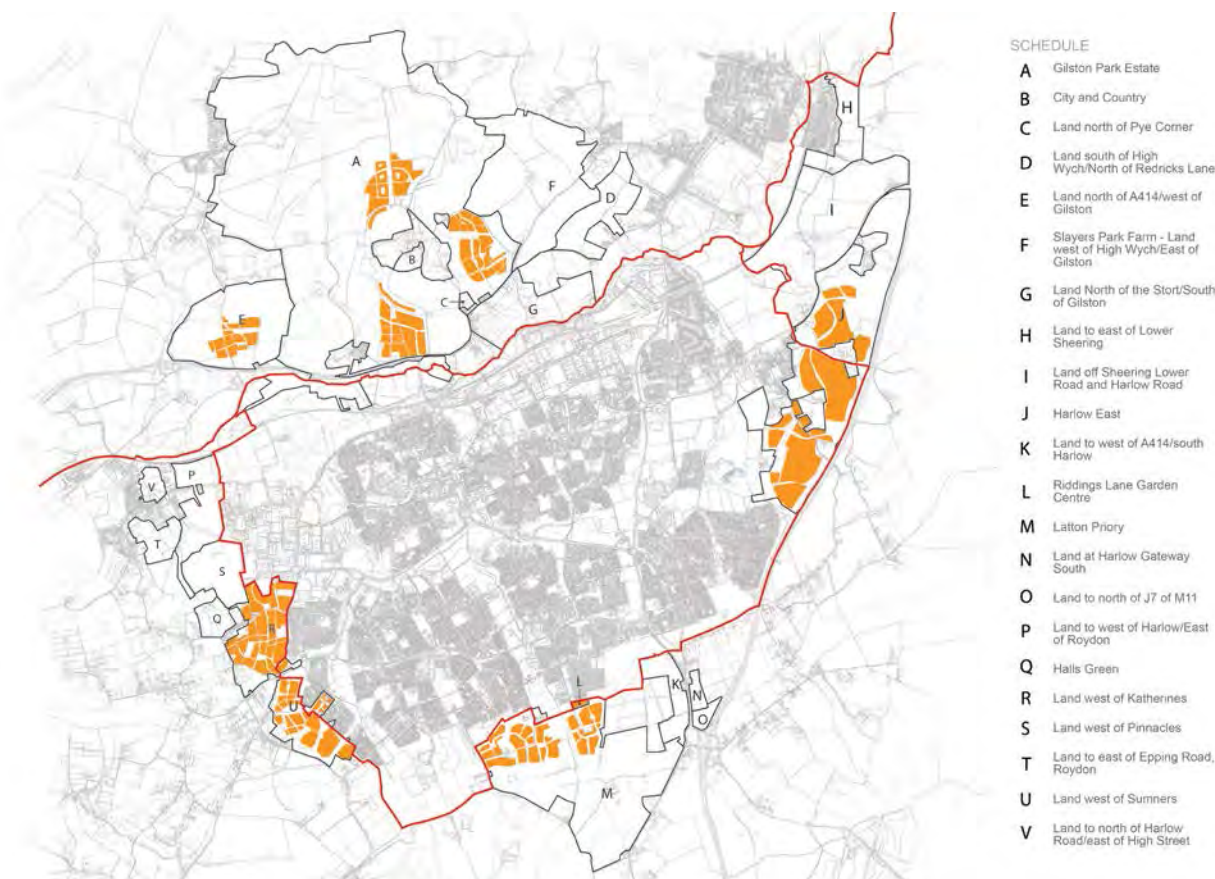 SCHEDULE
A Gilston Park Estate
B City and Country
C Land north of Pye Corner
D Land south of High
Wych/North of Redricks Lane
E Land north of A414/west of
Gilston
F Slayers Park Farm - Land
west of High Wych/East of
Gilston
G Land North of the Stort/South
of Gilston
H Land to east of Lower
Sheering
I Land off Sheering Lower
Road and Harlow Road
J Harlow East
K Land to west of A414/south
Harlow
L Riddings Lane Garden
Centre
M Latton Priory
N Land at Harlow Gateway
South
O Land to north of J7 of M11
P Land to west of Harlow/East
of Roydon
Q Halls Green
R Land west of Katherines
S Land west of Pinnacles
T Land to east of Epping Road,
Roydon
U Land west of Sumners
V Land to north of Harlow
Road/east of High Street
H
A
F
D
I
B
C
G
E
J
P
V
T
S
Q
R
U
L
K
N
O
M